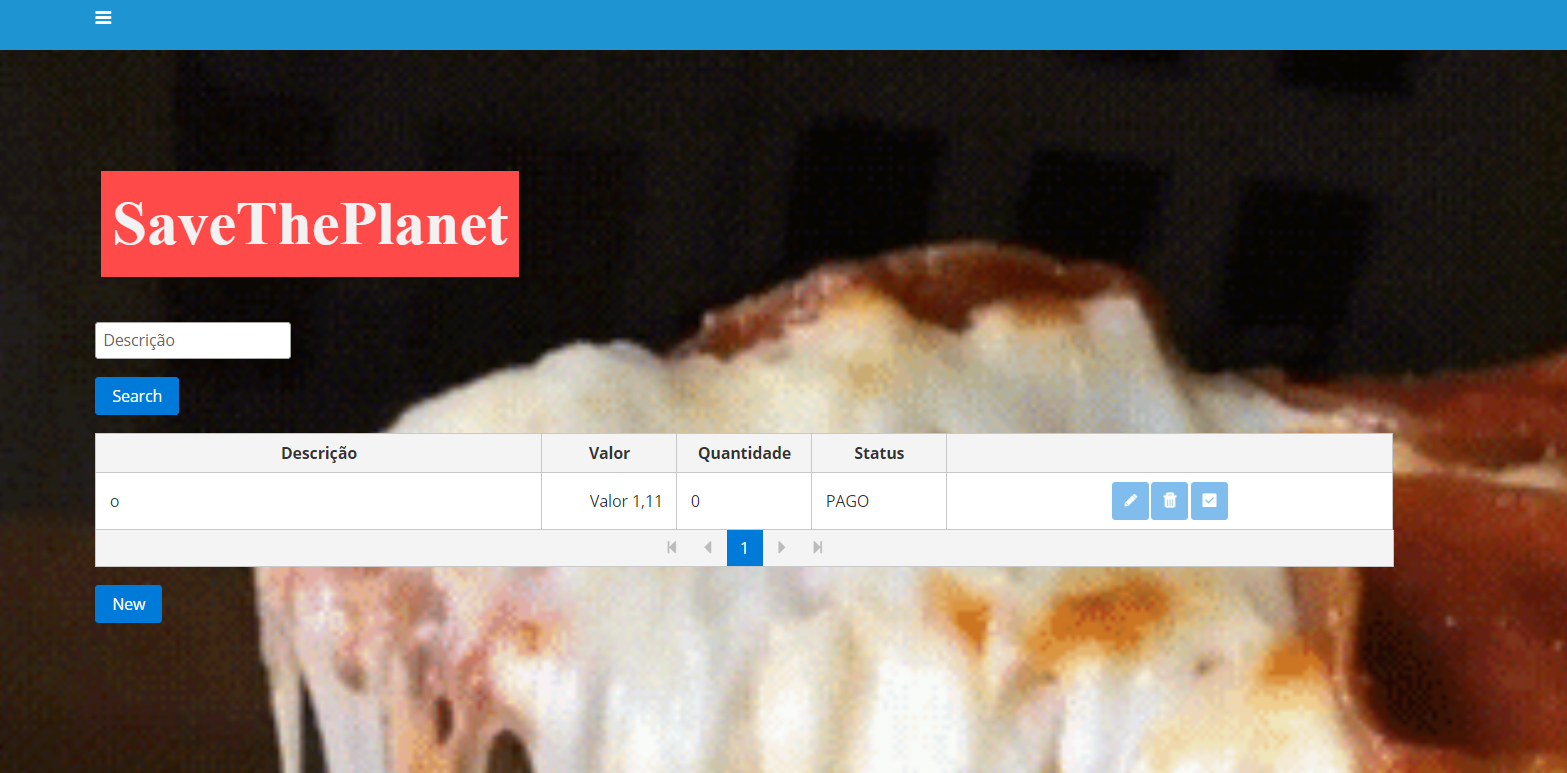 SaveThePlanet
Descrição
Search
Descrição Valor Quantidade Status
o Valor 1,11 0 PAGO
1
New